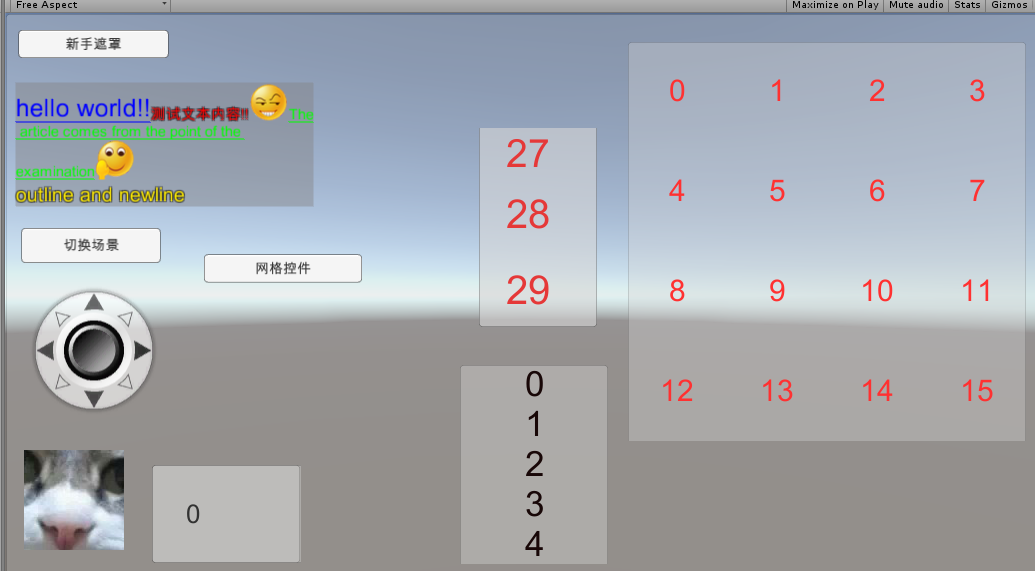 Free Aspect
Maximize on Play Mute audio Stats Gizmos
新手遮罩
hello world!!测试文本内容!! The
comes from the point of the
examination
outline and newline
切换场景
网格控件
27
28
29
0 1 2 3
4 5 6 7
8 9 10 11
12 13 14 15
0
1
2
3
4
0